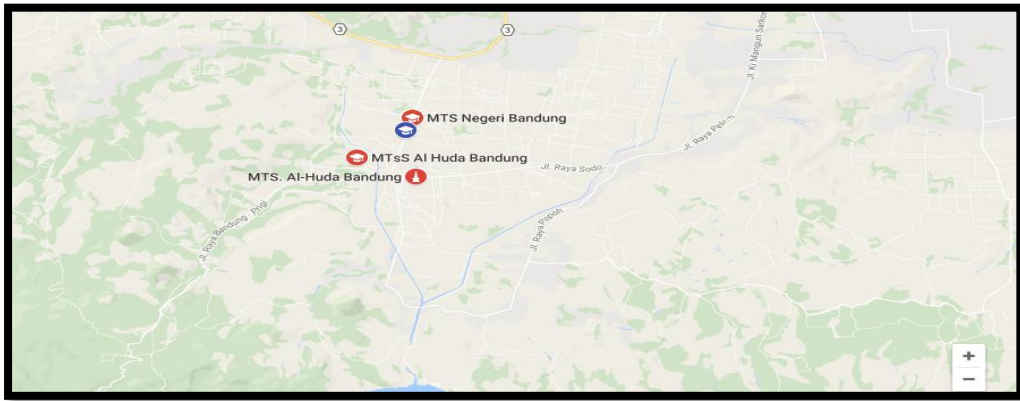 3
3
Jl. Ki Mangun Sarkoro
MTS Negeri Bandung
Jl. Raya Pelem
MTsS Al Huda Bandung
Jl. Raya Sodo
MTS. Al-Huda Bandung
Jl. Raya Bandung - Prigi
Jl. Raya Popoh
+
−